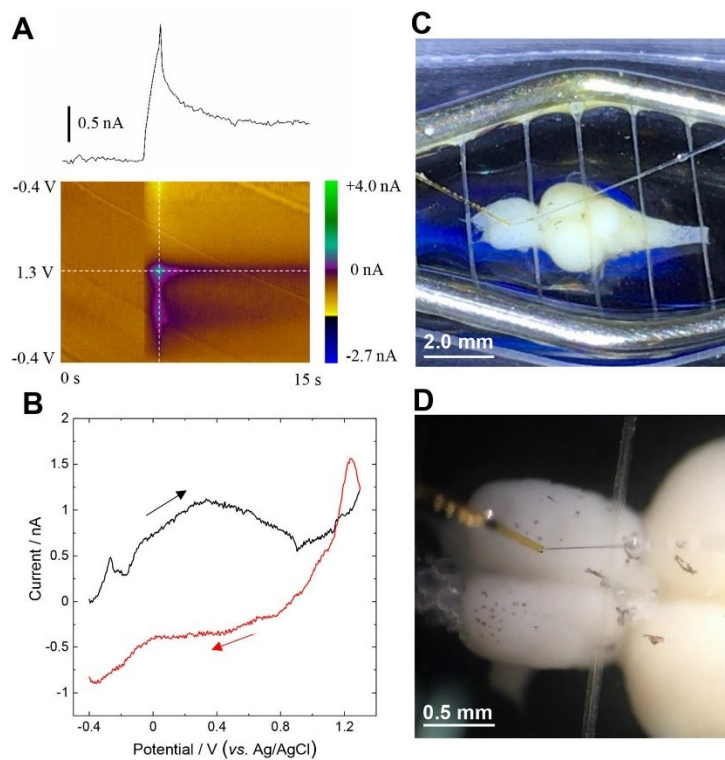 A
0.5 nA
-0.4 V
1.3 V
-0.4 V
0 s
15 s
+4.0 nA
0 nA
-2.7 nA
B
2
1.5
1
0.5
0
-0.5
-1
Current / nA
-0.4
0
0.4
0.8
1.2
Potential / V (vs. Ag/AgCl)
C
2.0 mm
D
0.5 mm